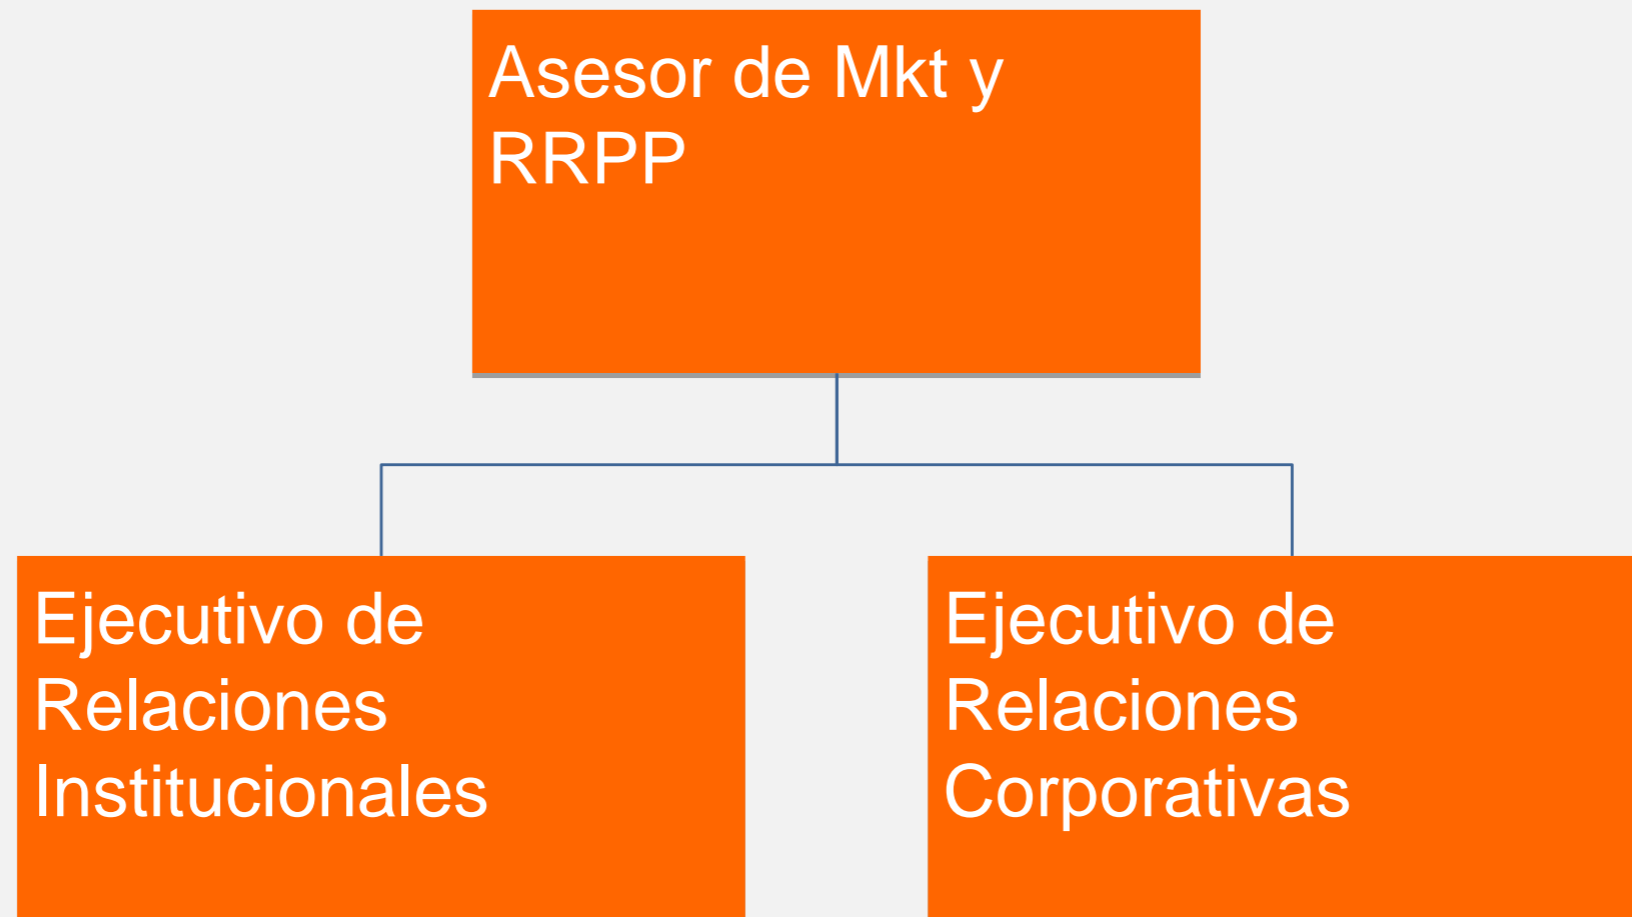 Asesor de Mkt y
RRPP
Ejecutivo de
Relaciones
Institucionales
Ejecutivo de
Relaciones
Corporativas